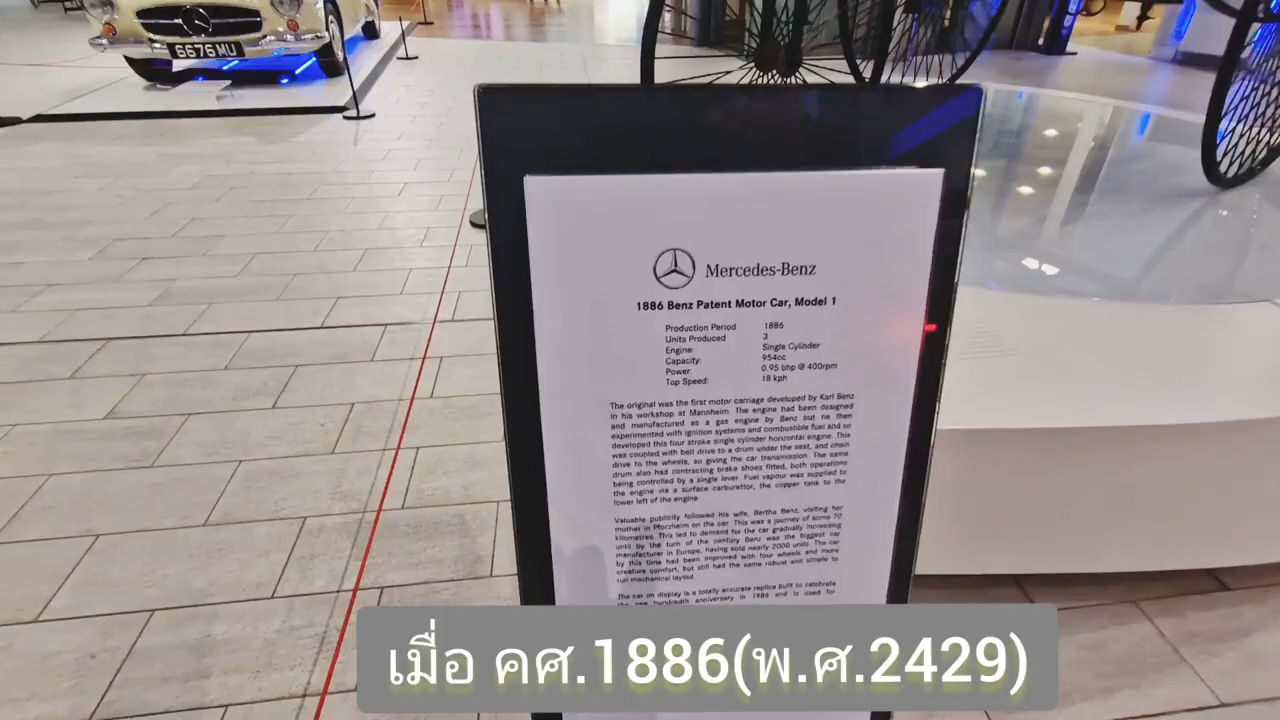 6676 MU
Mercedes-Benz
1886 Benz Patent Motor Car, Model 1
Production Period 1886
Units Produced 3
Engine: Single Cylinder
Capacity: 954cc
Power: 0.95 bhp @ 400rpm
Top Speed: 18 kph
The original was the first motor carriage developed by Karl Benz
in his workshop at Mannheim. The engine had been designed
and manufactured as a gas engine by Benz but he then
experimented with ignition systems and combustible fuel and so
developed this four stroke single cylinder horizontal engine. This
was coupled with belt drive to a drum under the seat, and chain
drive to the wheels, so giving the car transmission. The same
drum also had contracting brake shoes fitted, both operations
being controlled by a single lever. Fuel vapour was supplied to
the engine via a surface carburettor, the copper tank to the
lower left of the engine.
Valuable publicity followed his wife, Bertha Benz, visiting her
mother in Pforzheim on the car. This was a journey of some 70
kilometres. This led to demand for the car gradually increasing
until by the turn of the century Benz was the biggest car
manufacturer in Europe, having sold nearly 2000 units. The car
by this time had been improved with four wheels and more
creature comfort, but still had the same robust and simple to
run mechanical layout.
The car on display is a totally accurate replica built to celebrate
the one hundredth anniversary in 1986 and is used for
เมื่อ คศ.1886(พ.ศ.2429)